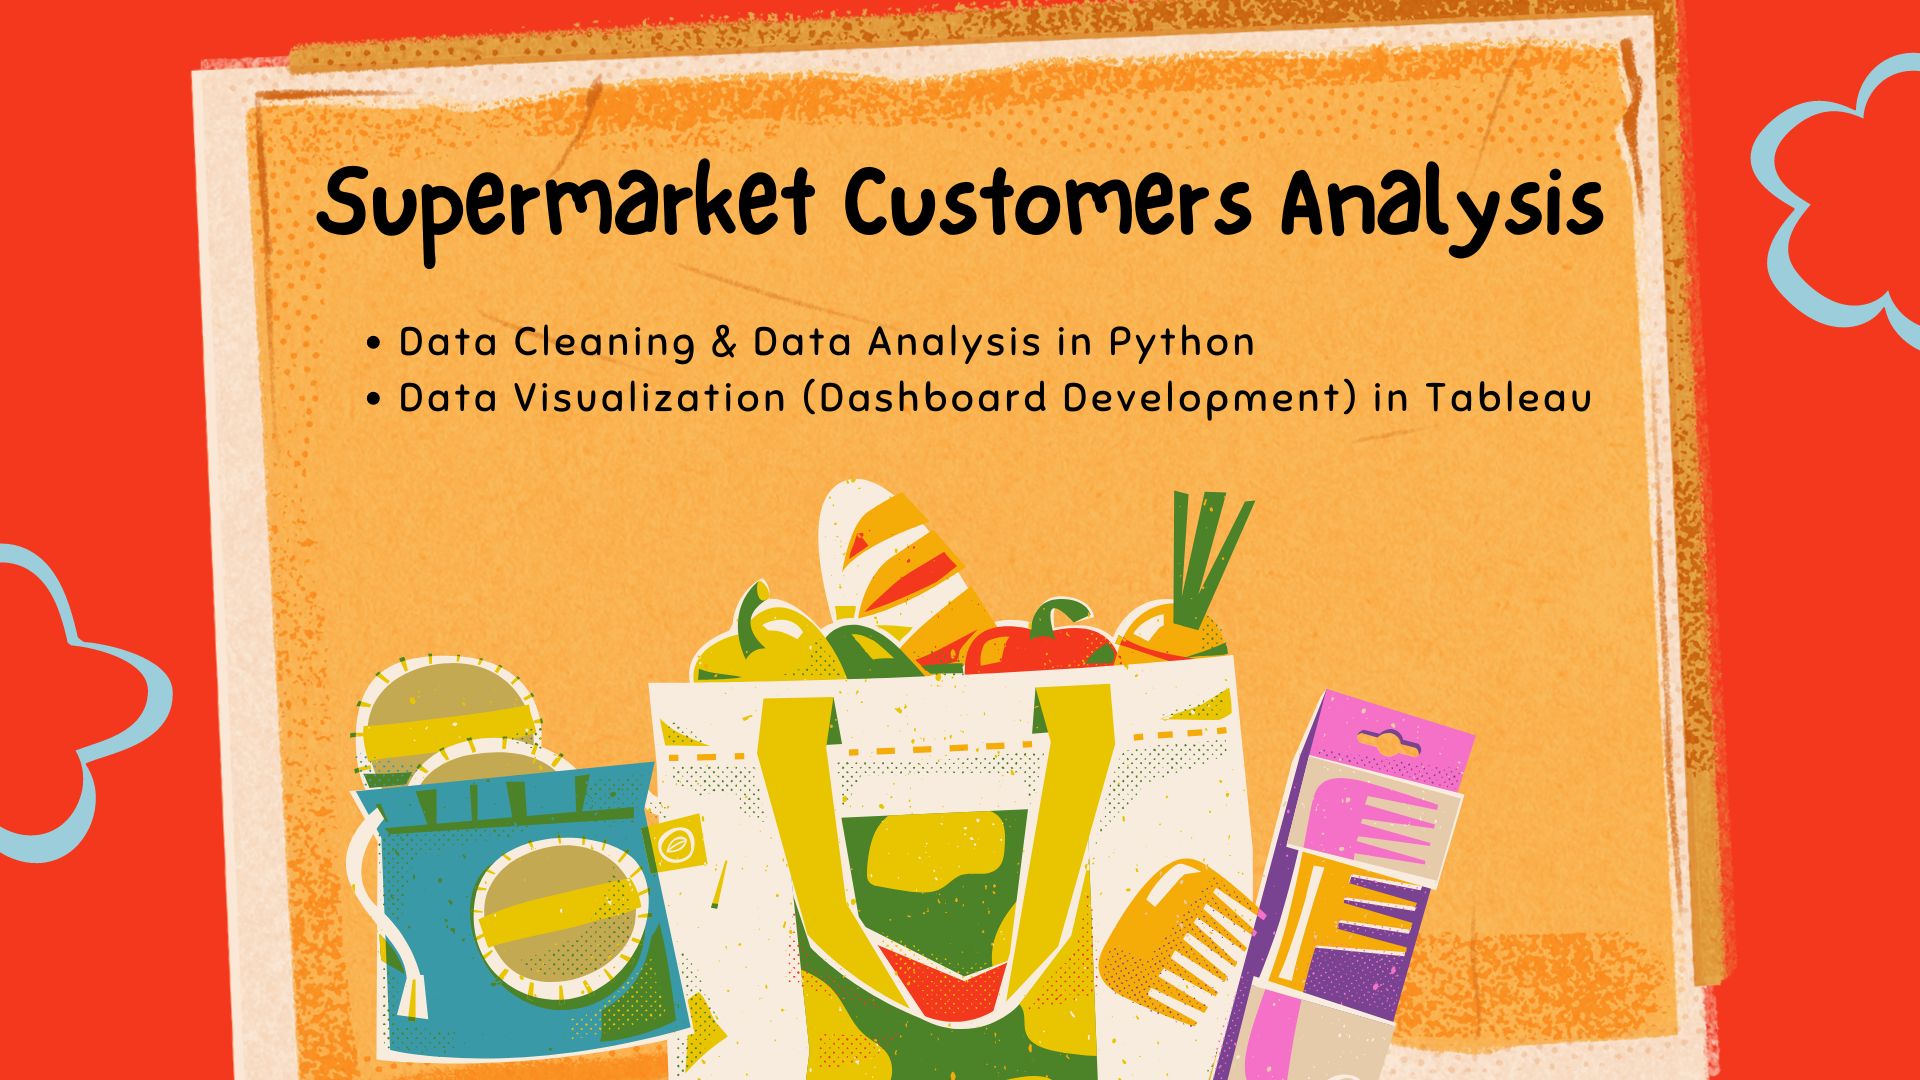 Supermarket Customers Analysis
• Data Cleaning & Data Analysis in Python
• Data Visualization (Dashboard Development) in Tableau